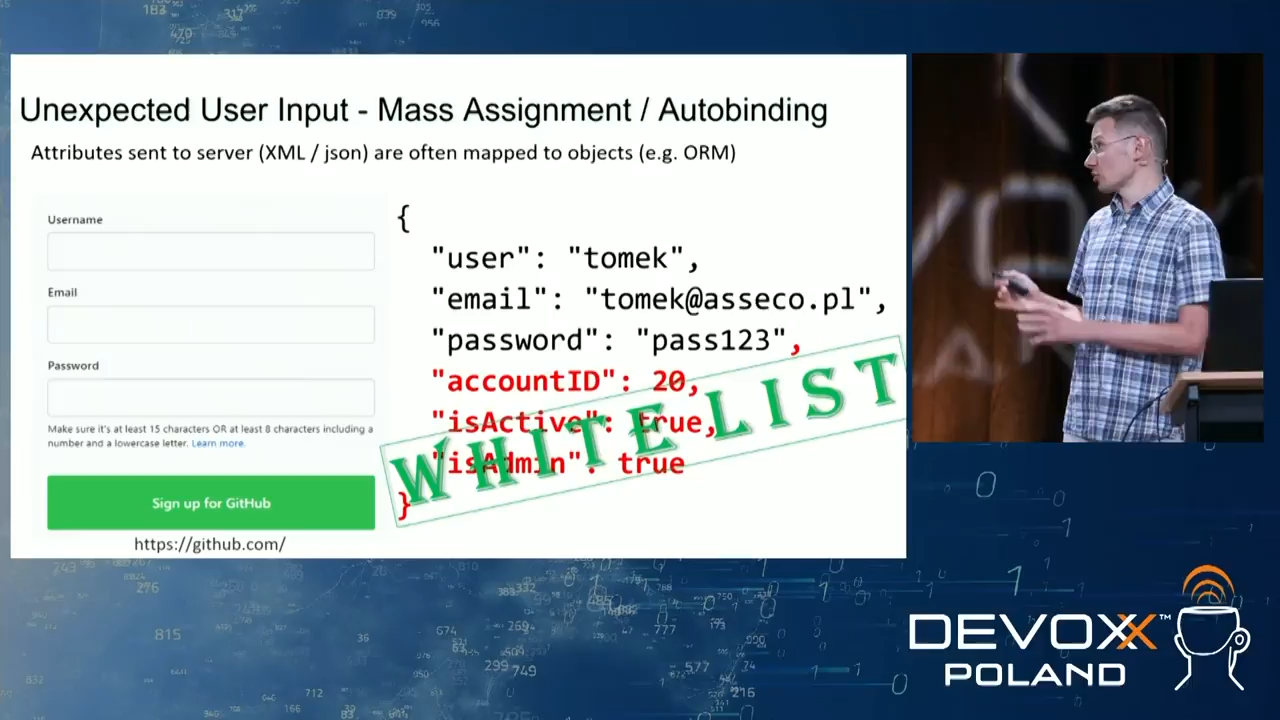 Unexpected User Input - Mass Assignment / Autobinding
Attributes sent to server (XML / json) are often mapped to objects (e.g. ORM)
Username
Email
Password
Make sure it's at least 15 characters OR at least 8 characters including a
number and a lowercase letter. Learn more.
Sign up for GitHub
https://github.com/
{
"user": "tomek",
"email": "tomek@asseco.pl",
"password": "pass123",
"accountID": 20,
"isActive": true,
"isAdmin": true
}
WHITE LIST
DEVOXX™
POLAND